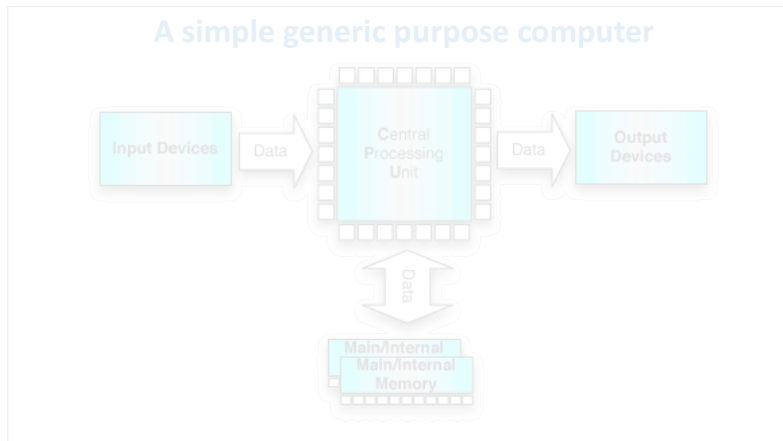 A simple generic purpose computer
Input Devices
Data
Central
Processing
Unit
Data
Output
Devices
Data
Main/Internal
Main/Internal
Memory